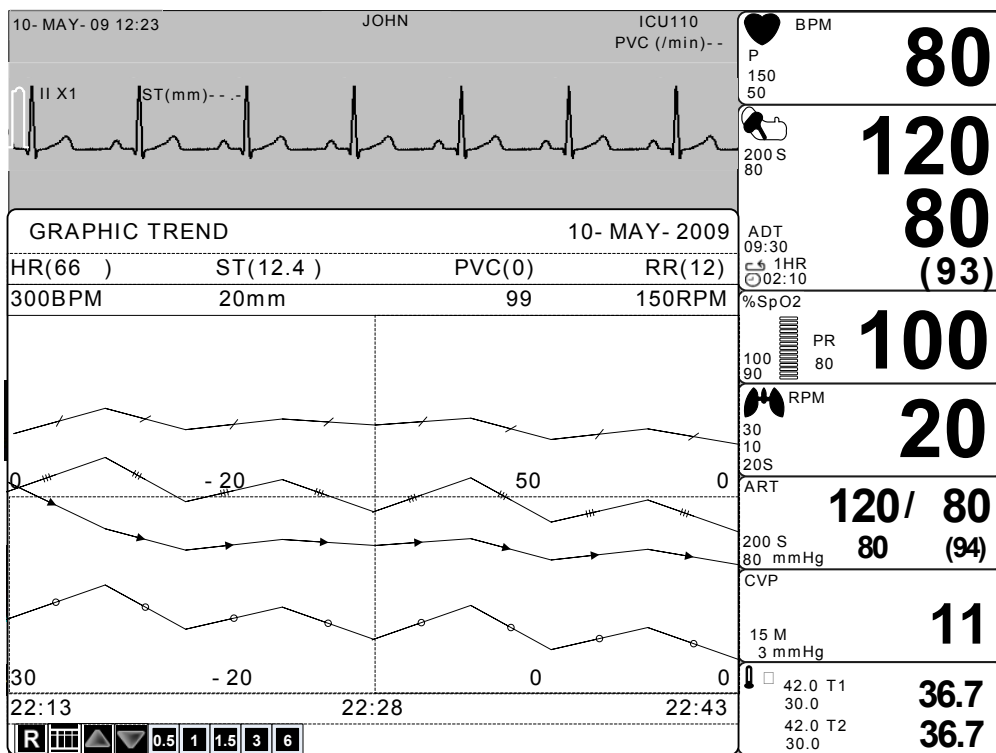 10- MAY- 09 12:23 JOHN ICU110
PVC (/min)- -
II X1 ST(mm)- - .-
GRAPHIC TREND 10- MAY- 2009
HR(66 ) ST(12.4 ) PVC(0) RR(12)
300BPM 20mm 99 150RPM
0 - 20 50 0
30 - 20 0 0
22:13 22:28 22:43
R 0.5 1 1.5 3 6
BPM
80
P
150
50
200 S
80
120
80
ADT
09:30
1HR
02:10
(93)
%SpO2
100
PR
80
100
90
RPM
20
30
10
20S
ART
120/ 80
200 S
80 mmHg
80 (94)
CVP
11
15 M
3 mmHg
42.0 T1
30.0
36.7
42.0 T2
30.0
36.7